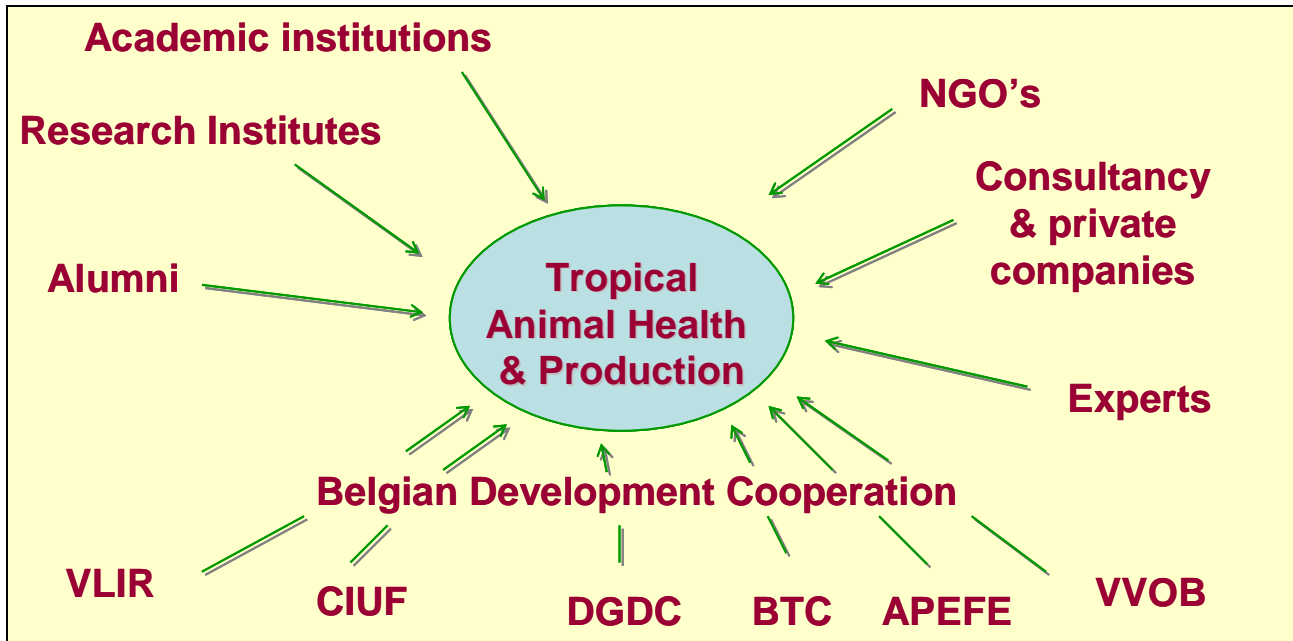 Academic institutions
NGO's
Research Institutes
Consultancy
& private
companies
Alumni
Tropical
Animal Health
& Production
Experts
Belgian Development Cooperation
VLIR
CIUF
DGDC
BTC
APEFE
VVOB